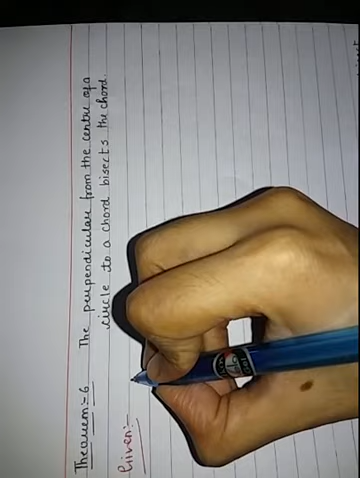 Theorem:- 6 The perpendicular from the centre of a
circle to a chord bisects the chord.
Given:-